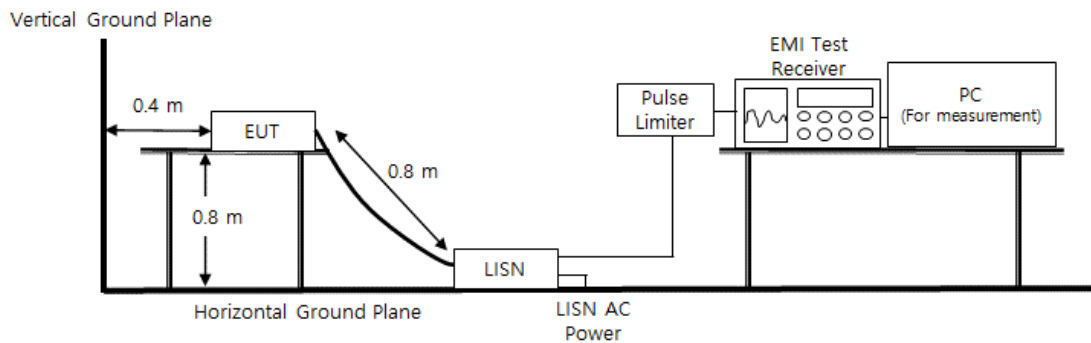 Vertical Ground Plane
0.4 m
EUT
0.8 m
0.8 m
LISN
Horizontal Ground Plane
LISN AC
Power
Pulse
Limiter
EMI Test
Receiver
PC
(For measurement)